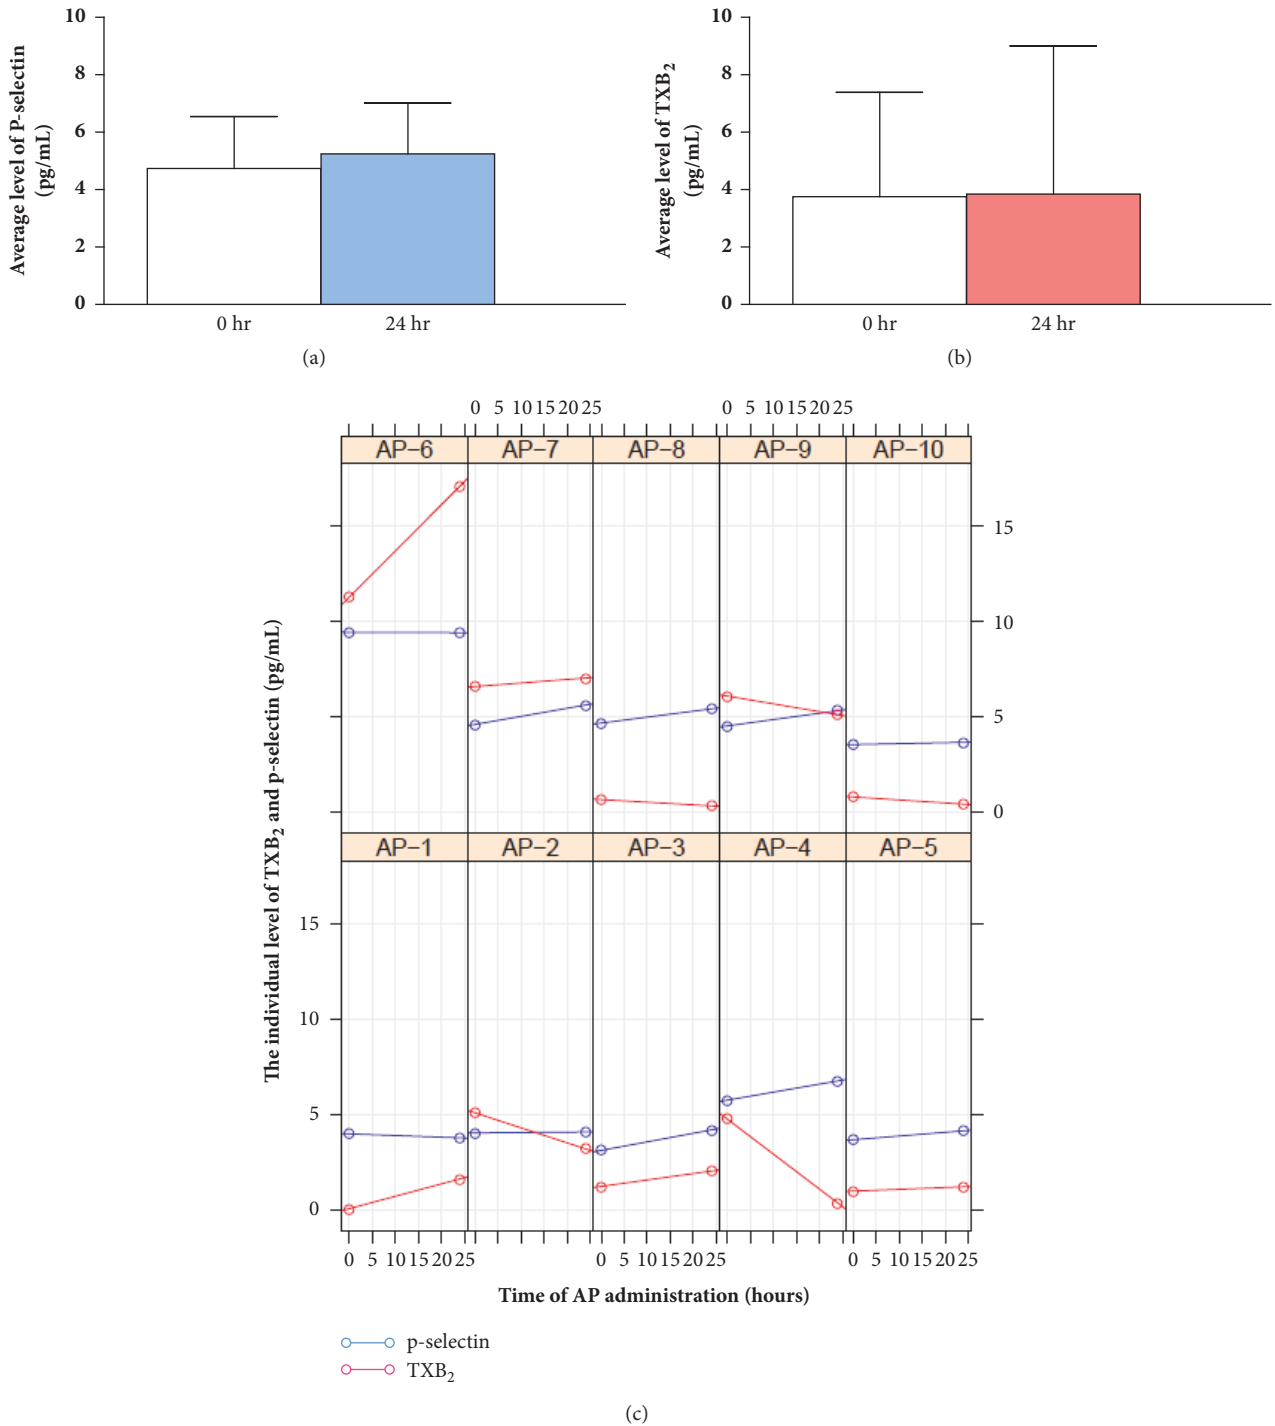 Average level of P-selectin
(pg/mL)
10
8
6
4
2
0
0 hr 24 hr
(a)
Average level of TXB₂
(pg/mL)
10
8
6
4
2
0
0 hr 24 hr
(b)
The individual level of TXB₂ and p-selectin (pg/mL)
0 5 10 15 20 25 0 5 10 15 20 25
AP–6 AP–7 AP–8 AP–9 AP–10
15
10
5
0
AP–1 AP–2 AP–3 AP–4 AP–5
15
10
5
0
0 5 10 15 20 25 0 5 10 15 20 25 0 5 10 15 20 25
Time of AP administration (hours)
p-selectin
TXB₂
(c)